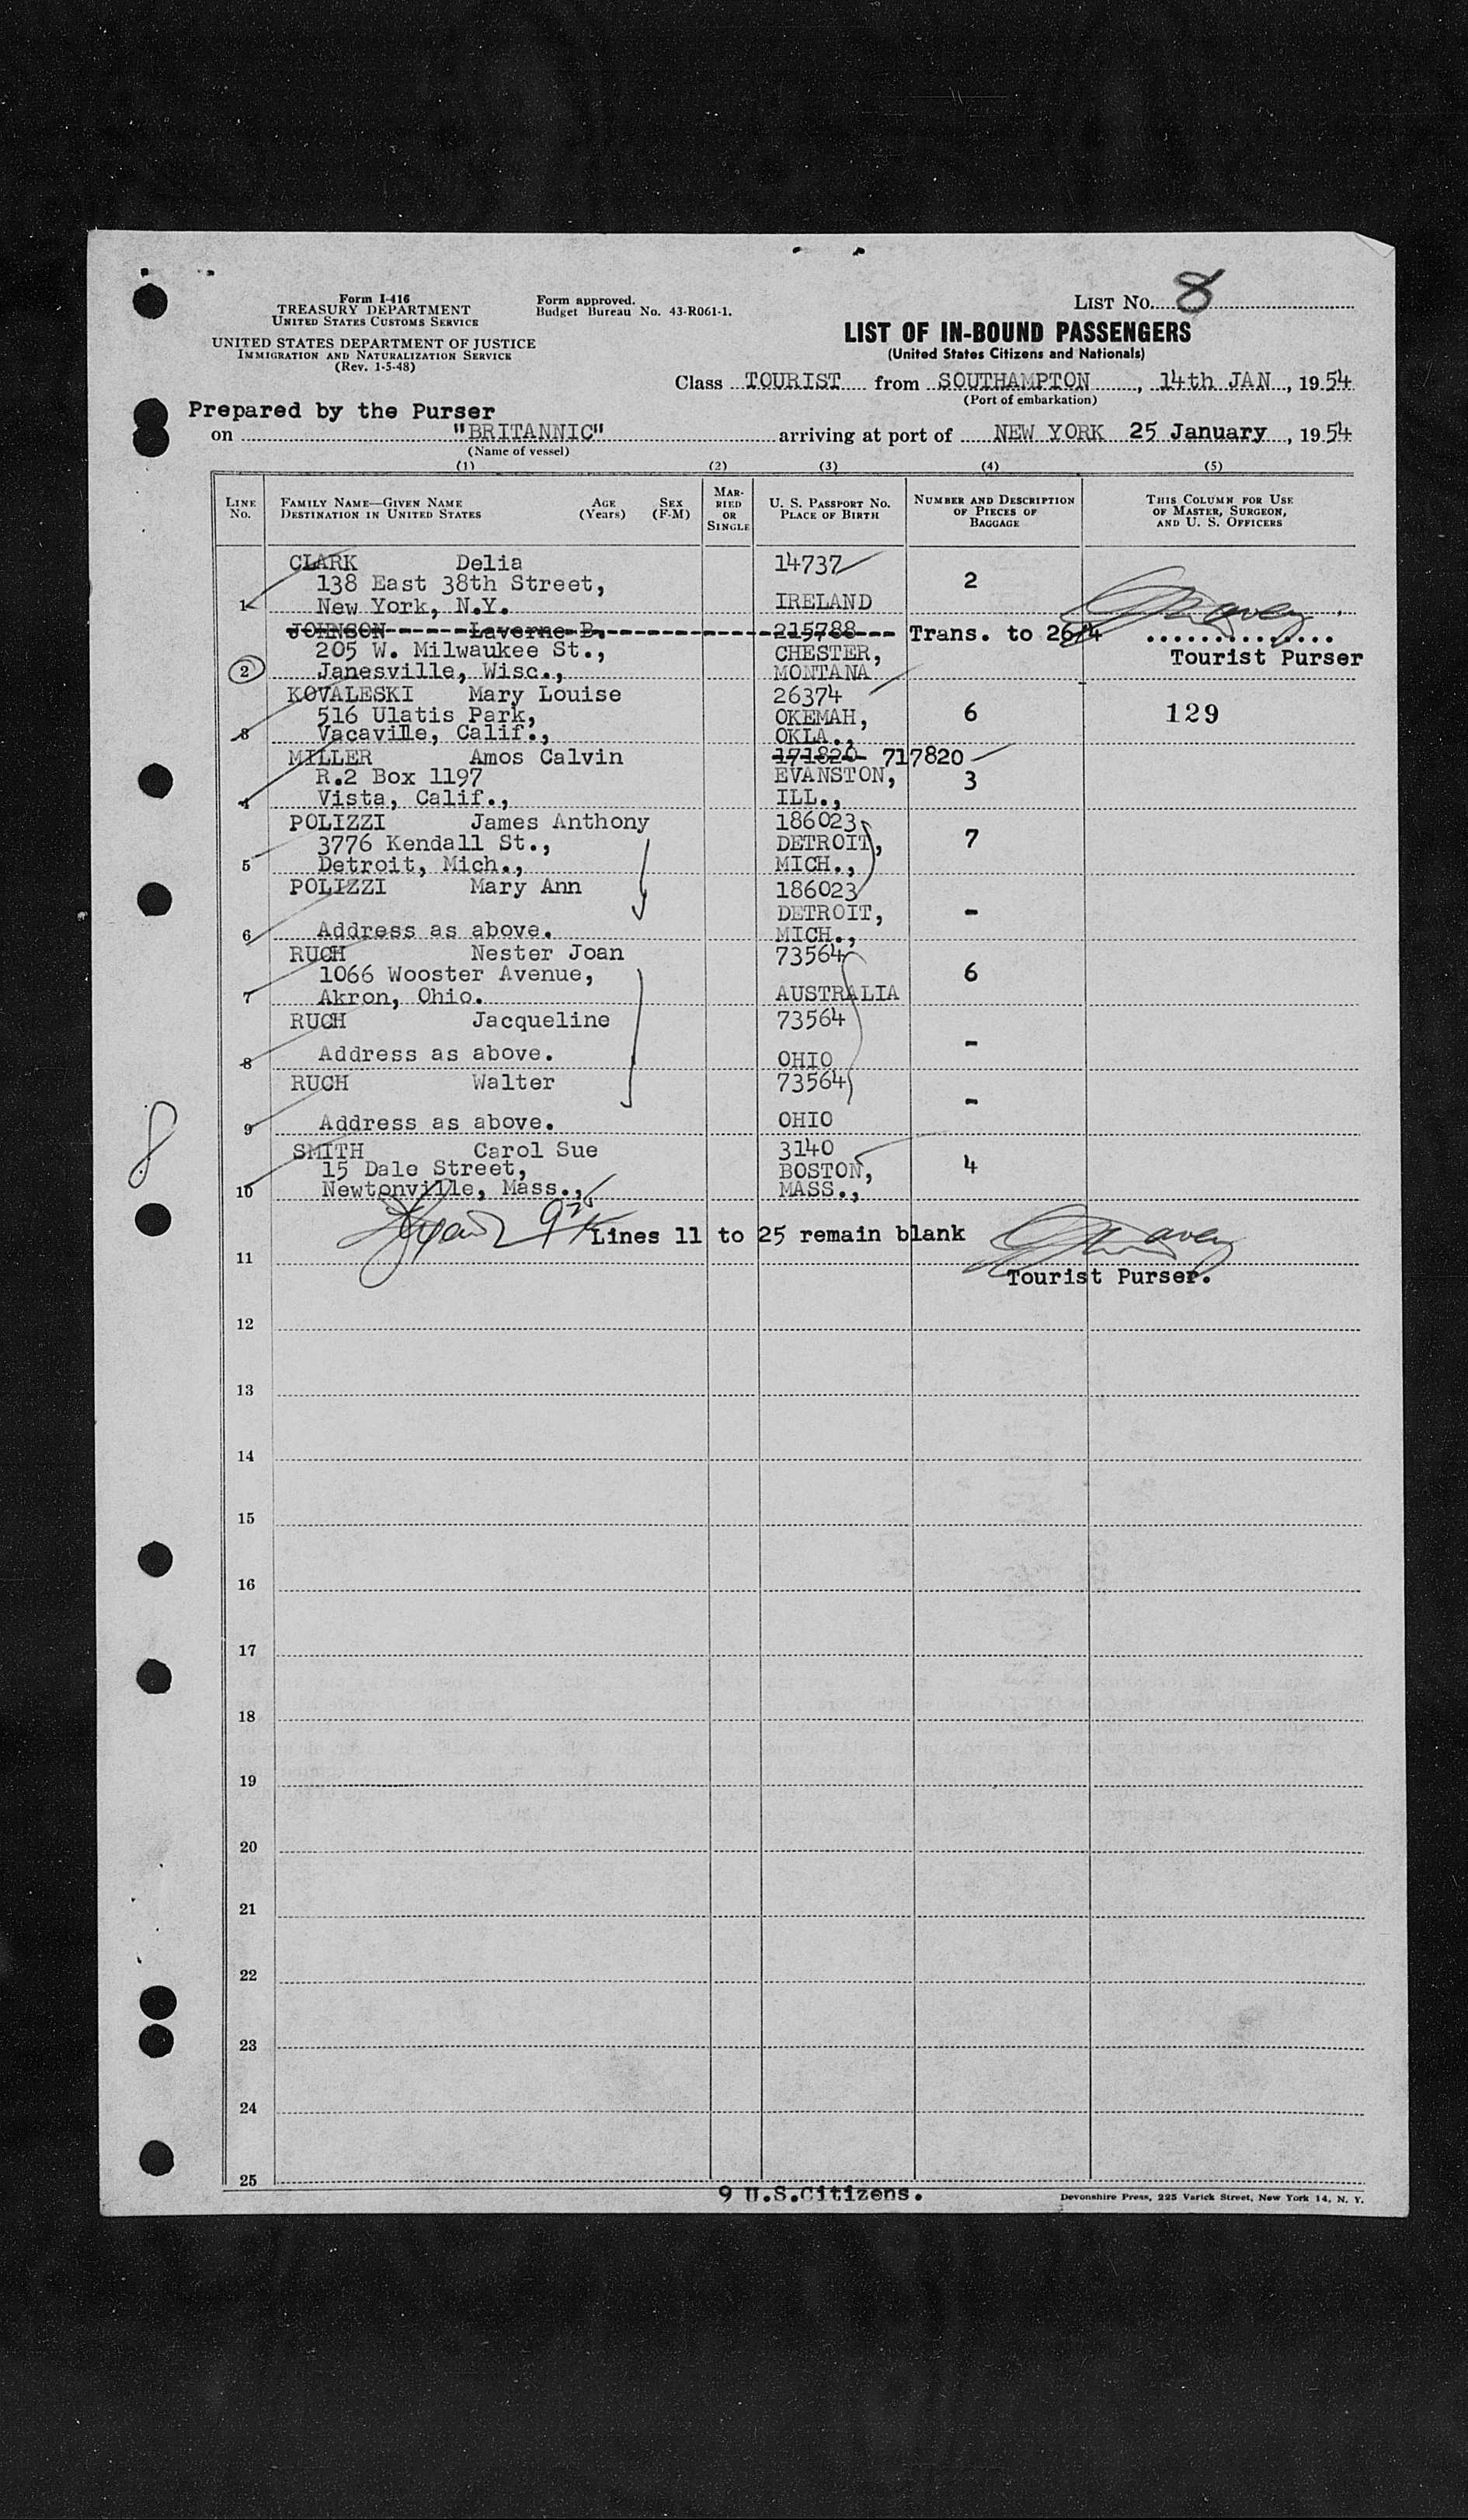 Form I-416
TREASURY DEPARTMENT
UNITED STATES CUSTOMS SERVICE
UNITED STATES DEPARTMENT OF JUSTICE
IMMIGRATION AND NATURALIZATION SERVICE
(Rev. 1-5-48)
Form approved.
Budget Bureau No. 43-R061-1.
LIST NO. 8
LIST OF IN-BOUND PASSENGERS
(United States Citizens and Nationals)
Class TOURIST from SOUTHAMPTON, 14th JAN, 1954
(Port of embarkation)
Prepared by the Purser
on "BRITANNIC" arriving at port of NEW YORK 25 January, 1954
(Name of vessel)
(1) (2) (3) (4) (5)
LINE No.
FAMILY NAME—GIVEN NAME
DESTINATION IN UNITED STATES
AGE (Years)
SEX (F-M)
MARRIED OR SINGLE
U. S. PASSPORT NO.
PLACE OF BIRTH
NUMBER AND DESCRIPTION OF PIECES OF BAGGAGE
THIS COLUMN FOR USE OF MASTER, SURGEON, AND U. S. OFFICERS
CLARK Delia 14737
138 East 38th Street, 2
1 New York, N.Y. IRELAND
JOHNSON Laverne B. 215788 Trans. to 26/4
205 W. Milwaukee St., CHESTER, Tourist Purser
2 Janesville, Wisc., MONTANA
KOVALESKI Mary Louise 26374
516 Ulatis Park, OKEMAH, 6 129
3 Vacaville, Calif., OKLA.,
MILLER Amos Calvin 171820 717820
R.2 Box 1197 EVANSTON, 3
4 Vista, Calif., ILL.,
POLIZZI James Anthony 186023
3776 Kendall St., DETROIT, 7
5 Detroit, Mich., MICH.,
POLIZZI Mary Ann 186023
DETROIT, -
6 Address as above. MICH.,
RUCH Nester Joan 73564
1066 Wooster Avenue, 6
7 Akron, Ohio. AUSTRALIA
RUCH Jacqueline 73564
-
8 Address as above. OHIO
RUCH Walter 73564
-
9 Address as above. OHIO
SMITH Carol Sue 3140
15 Dale Street, BOSTON, 4
10 Newtonville, Mass., MASS.,
8
Lines 11 to 25 remain blank
11
Tourist Purser.
12
13
14
15
16
17
18
19
20
21
22
23
24
25
9 U.S.Citizens.
Devonshire Press, 225 Varick Street, New York 14, N. Y.